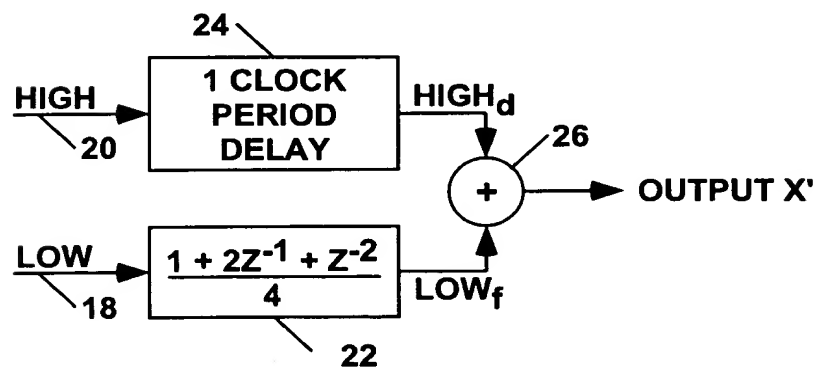 24
HIGH
20
1 CLOCK
PERIOD
DELAY
HIGHd
26
+
OUTPUT X'
LOW
18
1 + 2Z⁻¹ + Z⁻²
4
LOWf
22